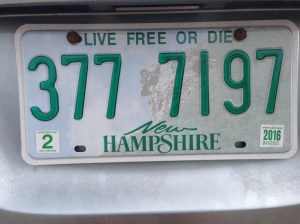 LIVE FREE OR DIE
377 7197
2
2016
New
HAMPSHIRE